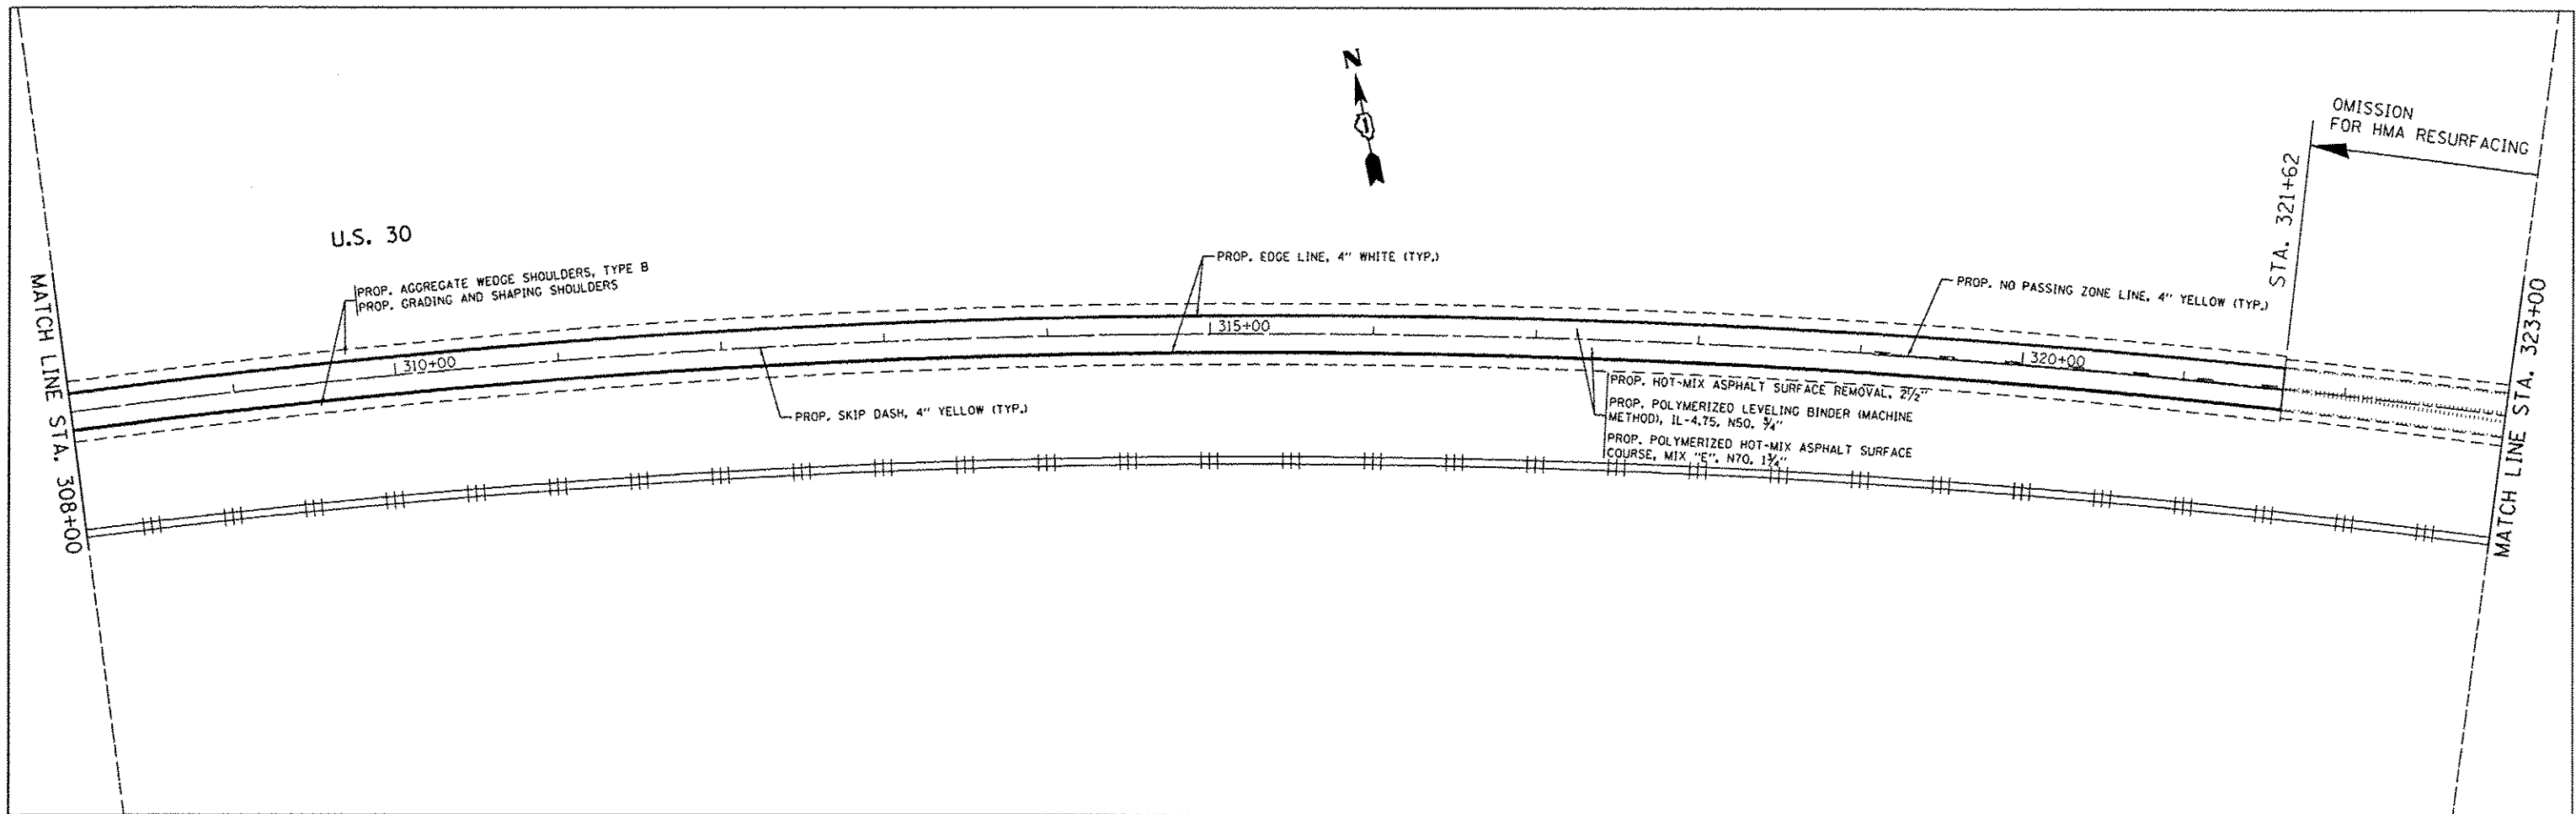 N
OMISSION
FOR HMA RESURFACING
STA. 321+62
U.S. 30
PROP. AGGREGATE WEDGE SHOULDERS, TYPE B
PROP. GRADING AND SHAPING SHOULDERS
PROP. EDGE LINE, 4" WHITE (TYP.)
PROP. NO PASSING ZONE LINE, 4" YELLOW (TYP.)
MATCH LINE STA. 308+00
310+00
315+00
320+00
MATCH LINE STA. 323+00
PROP. SKIP DASH, 4" YELLOW (TYP.)
PROP. HOT-MIX ASPHALT SURFACE REMOVAL, 2½"
PROP. POLYMERIZED LEVELING BINDER (MACHINE
METHOD), IL-4.75, N50, ¾"
PROP. POLYMERIZED HOT-MIX ASPHALT SURFACE
COURSE, MIX "E", N70, 1¾"